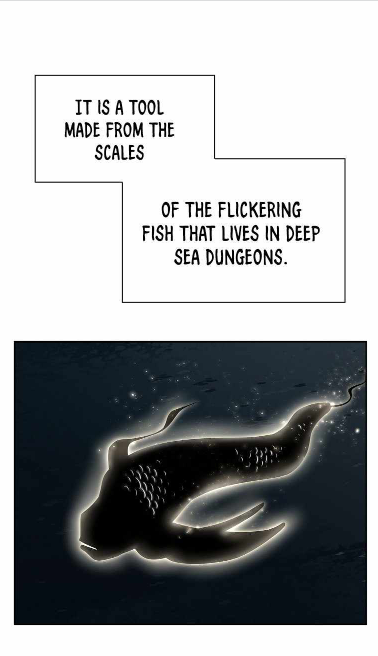 IT IS A TOOL
MADE FROM THE
SCALES
OF THE FLICKERING
FISH THAT LIVES IN DEEP
SEA DUNGEONS.